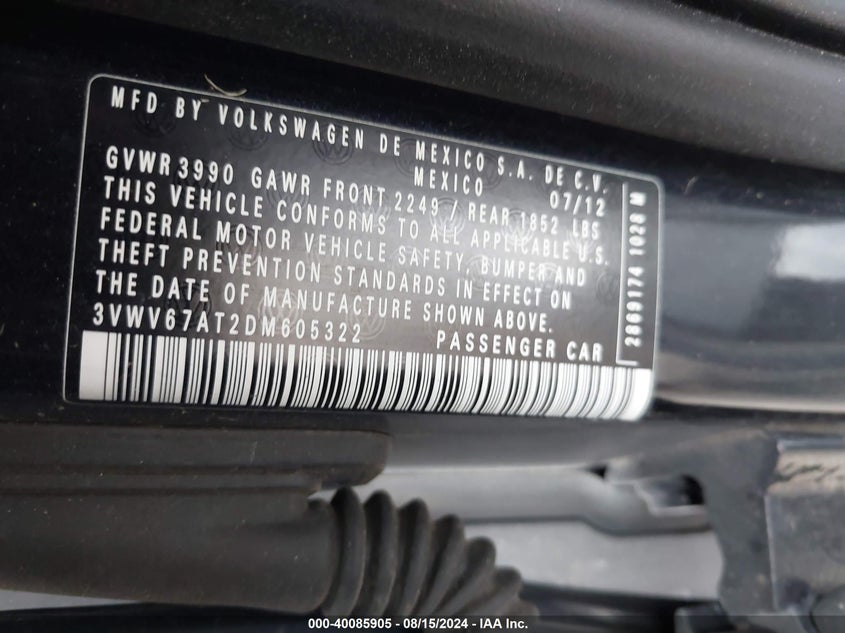 MFD BY VOLKSWAGEN DE MEXICO S.A. DE C.V.
MEXICO
07/12
GVWR 3990 GAWR FRONT 2249 / REAR 1852 LBS
THIS VEHICLE CONFORMS TO ALL APPLICABLE U.S.
FEDERAL MOTOR VEHICLE SAFETY, BUMPER AND
THEFT PREVENTION STANDARDS IN EFFECT ON
THE DATE OF MANUFACTURE SHOWN ABOVE.
3VWV67AT2DM605322 PASSENGER CAR
2869174 1028 M
000-40085905 - 08/15/2024 - IAA Inc.